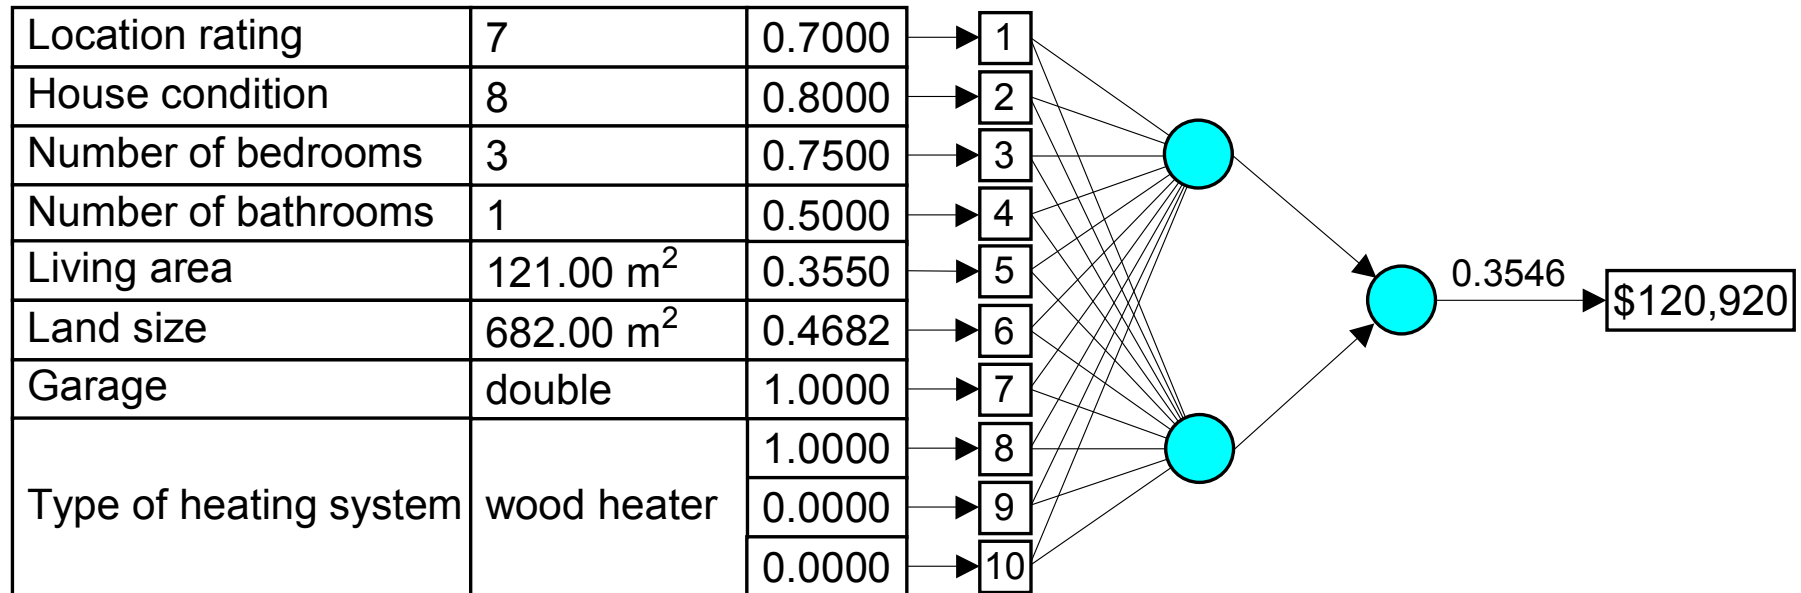 Location rating 7 0.7000 1
House condition 8 0.8000 2
Number of bedrooms 3 0.7500 3
Number of bathrooms 1 0.5000 4
Living area 121.00 m² 0.3550 5
0.3546
$120,920
Land size 682.00 m² 0.4682 6
Garage double 1.0000 7
1.0000 8
Type of heating system wood heater 0.0000 9
0.0000 10